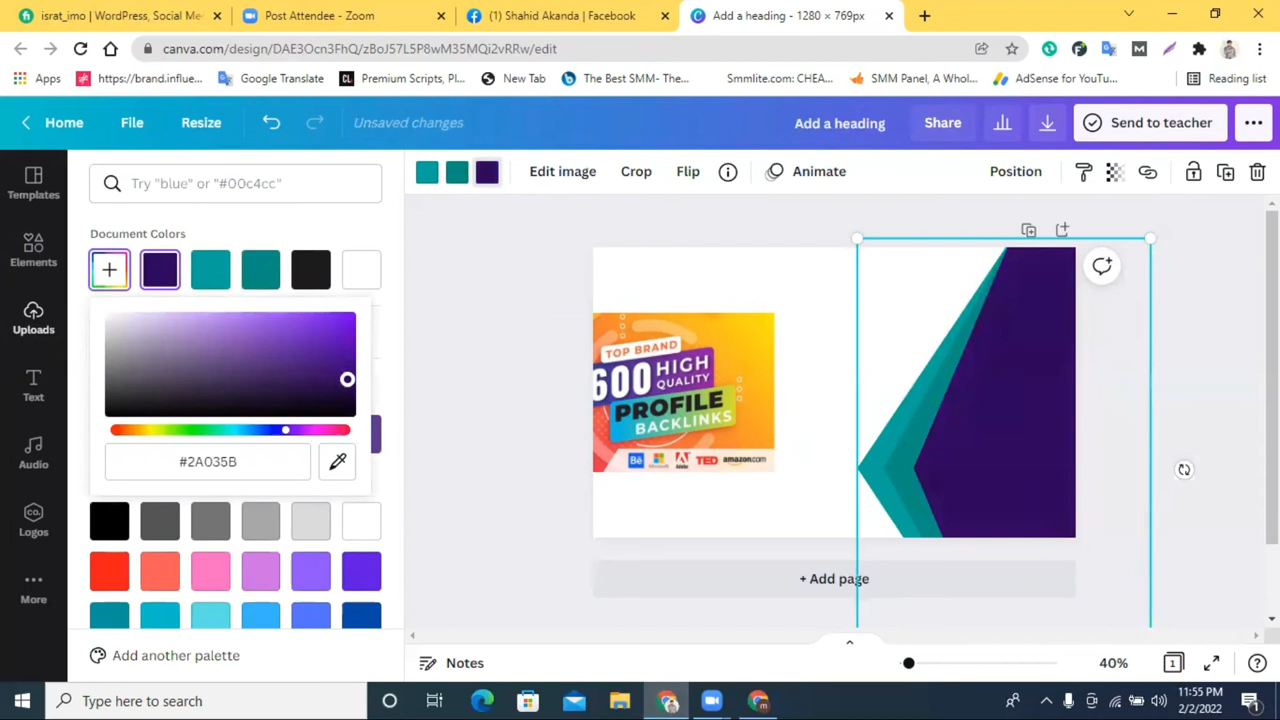 israt_imo | WordPress, Social Me
Post Attendee - Zoom
(1) Shahid Akanda | Facebook
Add a heading - 1280 × 769px
canva.com/design/DAE3Ocn3FhQ/zBoJ57L5P8wM35MQi2vRRw/edit
Apps
https://brand.influe...
Google Translate
Premium Scripts, Pl...
New Tab
The Best SMM- The...
Smmlite.com: CHEA...
SMM Panel, A Whol...
AdSense for YouTu...
Reading list
Home
File
Resize
Unsaved changes
Add a heading
Share
Send to teacher
Templates
Elements
Uploads
Text
Audio
Logos
More
Try "blue" or "#00c4cc"
Edit image
Crop
Flip
Animate
Position
Document Colors
#2A035B
Add another palette
TOP BRAND
600 HIGH
QUALITY
PROFILE
BACKLINKS
Bē
Microsoft
Adobe
TED
amazon.com
+ Add page
Notes
40%
1
Type here to search
11:55 PM
2/2/2022
1